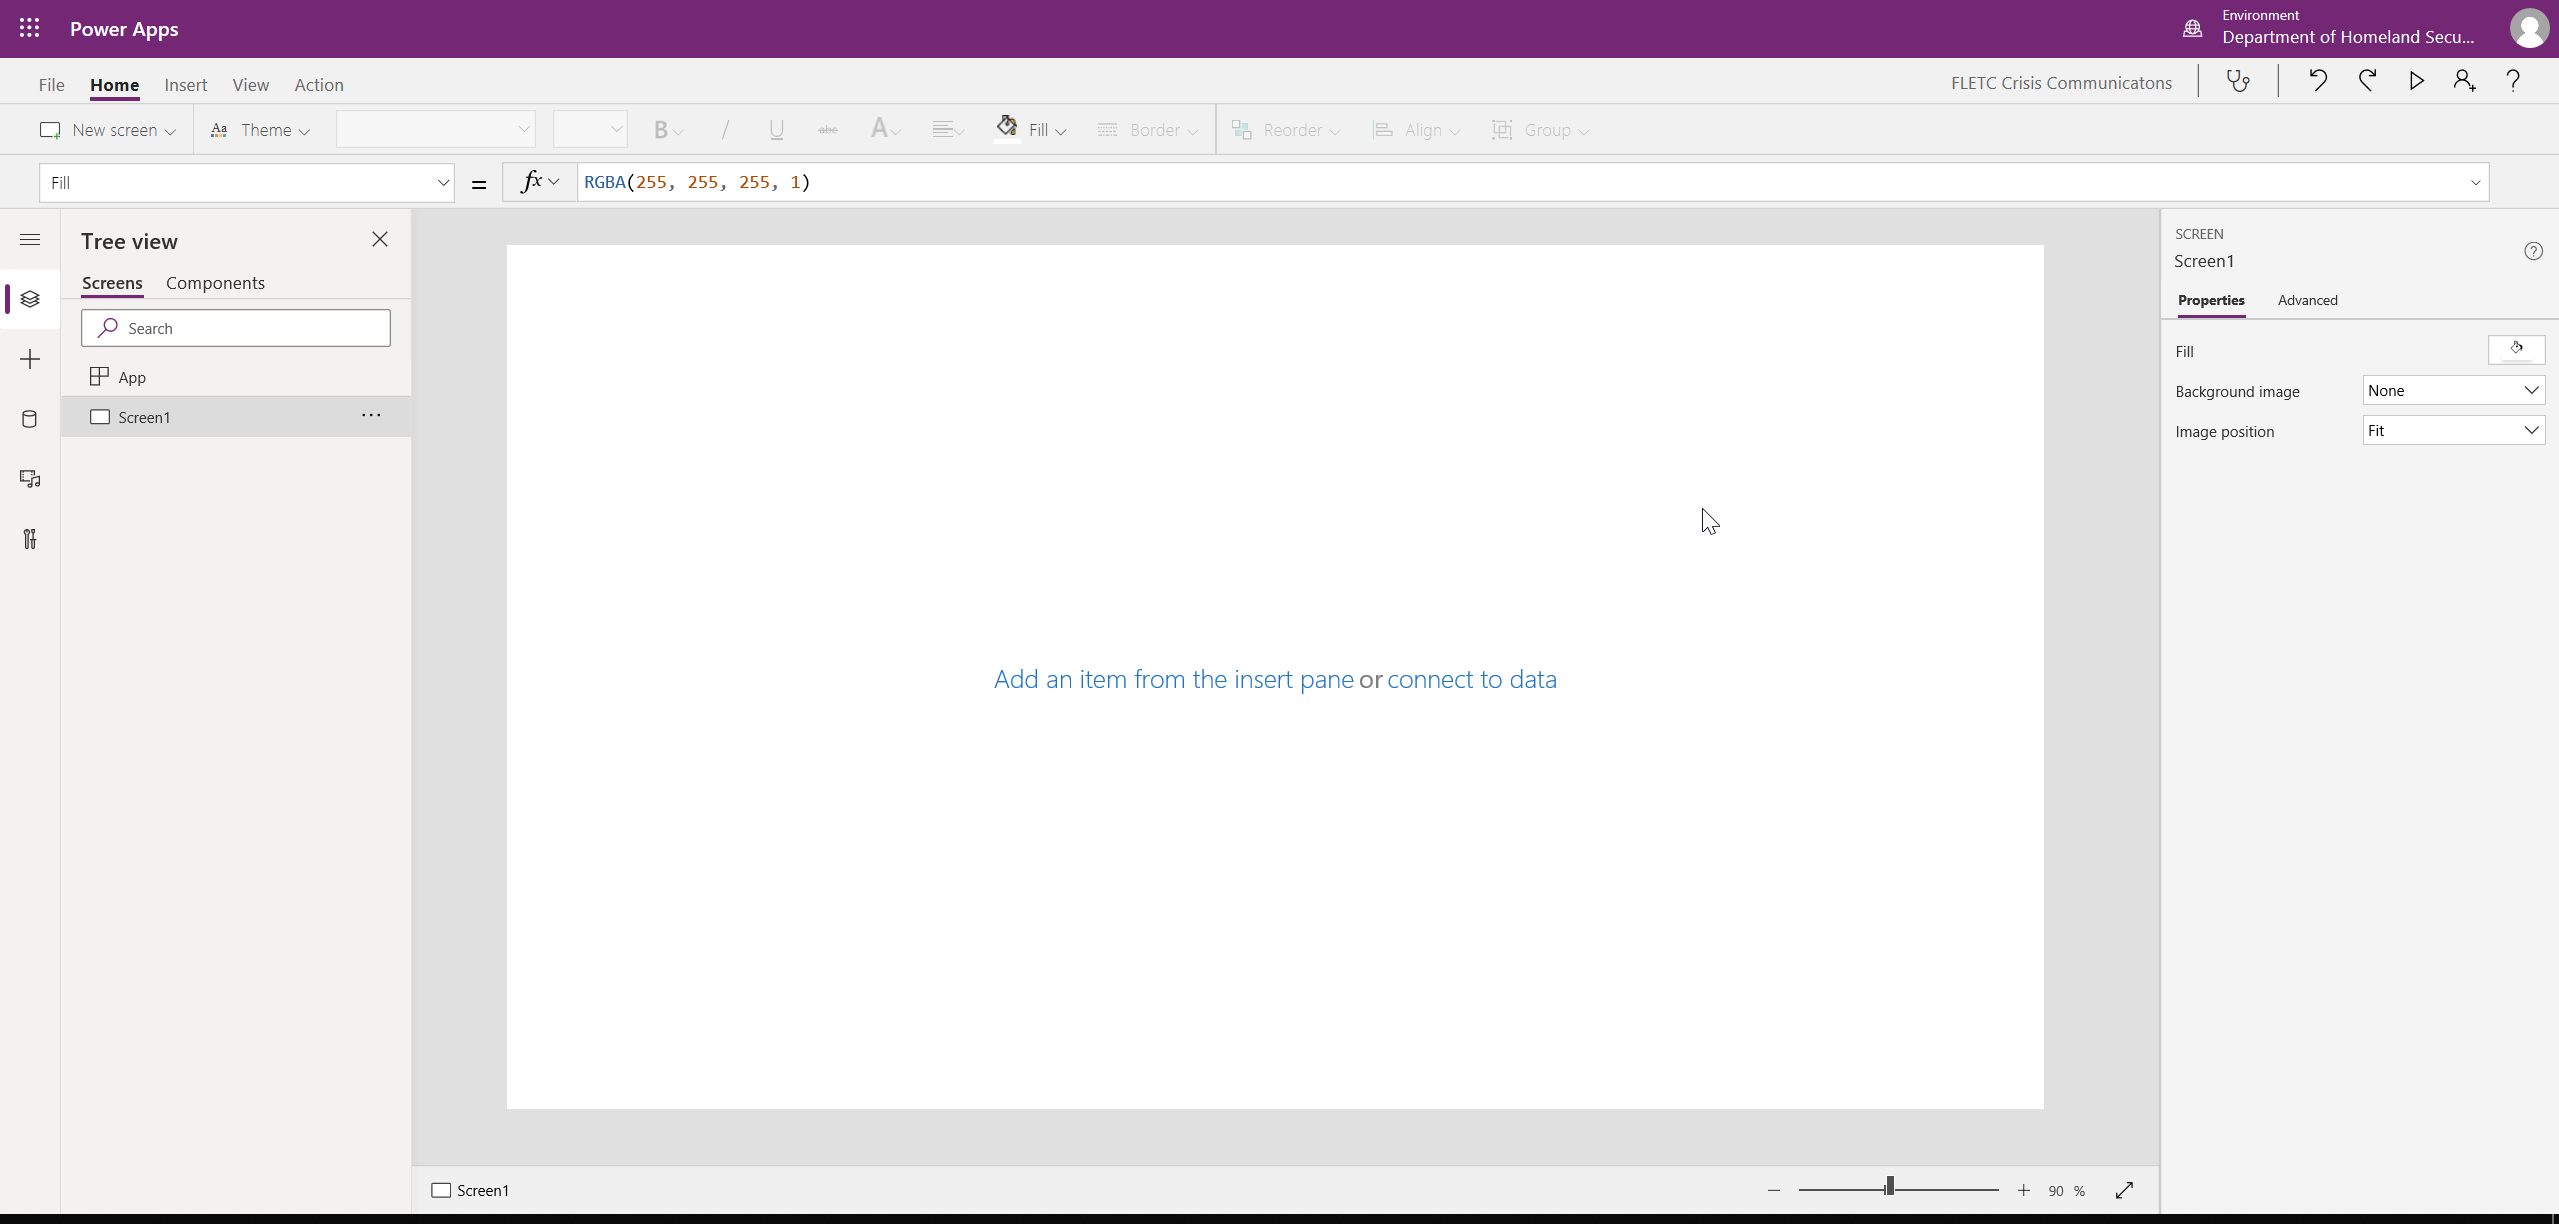 Power Apps
Environment
Department of Homeland Secu...
File Home Insert View Action
FLETC Crisis Communicatons
New screen Aa Theme B / U abc A Fill Border Reorder Align Group
Fill = fx RGBA(255, 255, 255, 1)
Tree view
Screens Components
Search
App
Screen1
Add an item from the insert pane or connect to data
SCREEN
Screen1
Properties Advanced
Fill
Background image None
Image position Fit
Screen1
90 %